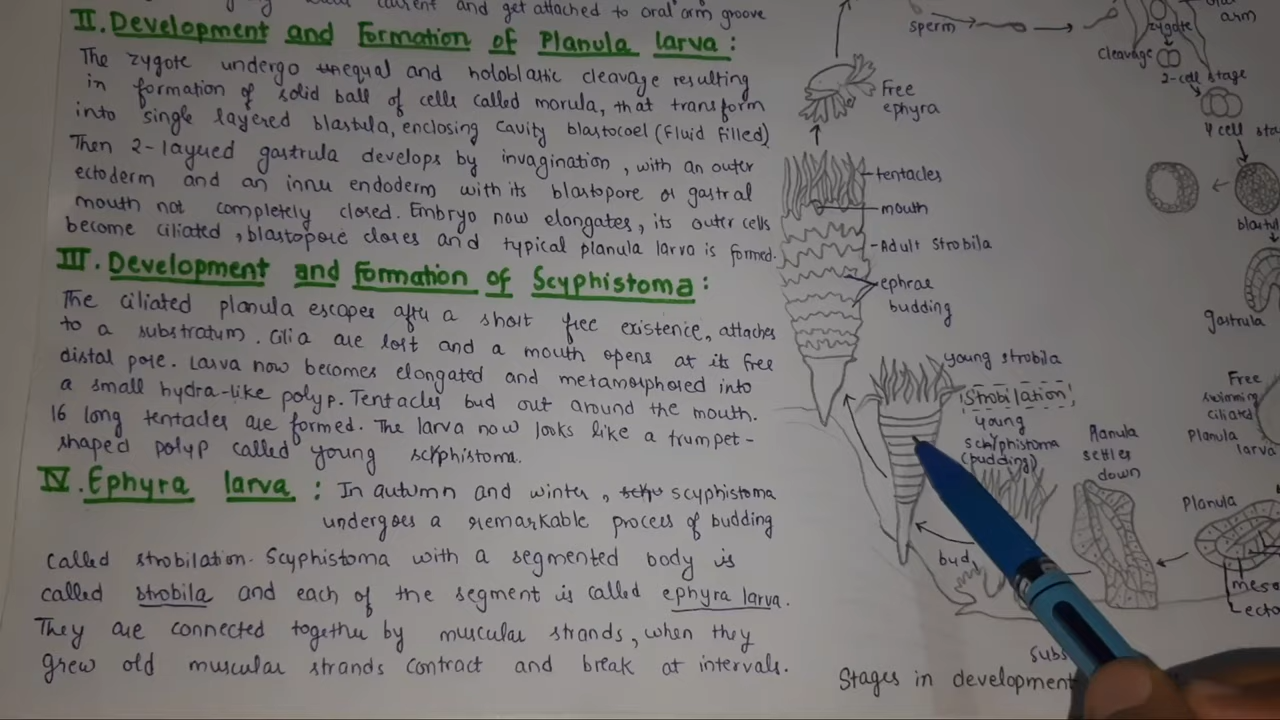 current and get attached to oral arm groove
II. Development and Formation of Planula larva :
The zygote undergo unequal and holoblastic cleavage resulting
in formation of solid ball of cells called morula, that transform
into single layered blastula, enclosing cavity blastocoel (fluid filled)
Then 2-layered gastrula develops by invagination, with an outer
ectoderm and an inner endoderm with its blastopore or gastral
mouth not completely closed. Embryo now elongates, its outer cells
become ciliated, blastopore closes and typical planula larva is formed.
III. Development and Formation of Scyphistoma :
The ciliated planula escapes after a short free existence, attaches
to a substratum. Cilia are lost and a mouth opens at its free
distal pole. Larva now becomes elongated and metamorphosed into
a small hydra-like polyp. Tentacles bud out around the mouth.
16 long tentacles are formed. The larva now looks like a trumpet-
shaped polyp called young scyphistoma.
IV. Ephyra larva : In autumn and winter, scyphistoma
undergoes a remarkable process of budding
called strobilation. Scyphistoma with a segmented body is
called strobila and each of the segment is called ephyra larva.
They are connected together by muscular strands, when they
grew old muscular strands contract and break at intervals.
sperm
zygote
arm
cleavage
2-cell stage
4 cell
Free
ephyra
tentacles
mouth
Adult strobila
ephrae
budding
gastrula
young strobila
Strobilation
young
scyphistoma
(budding)
Planula
settles
down
Free
swimming
ciliated
Planula
larva
Planula
bud
Stages in development